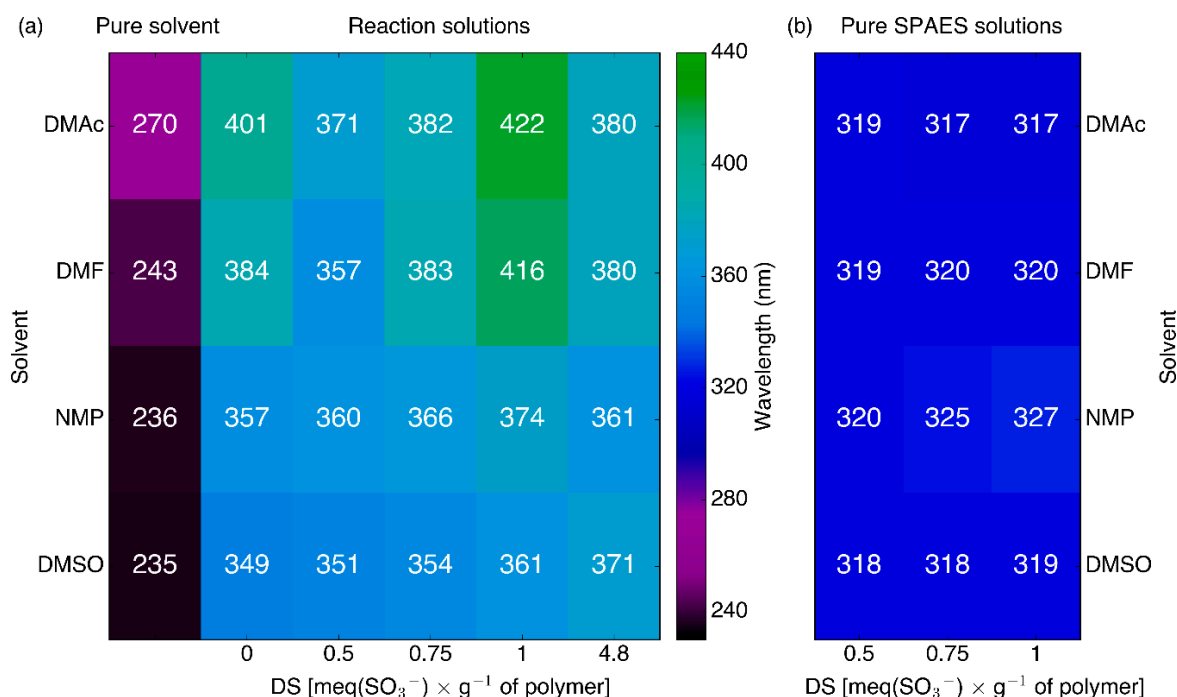 (a) Pure solvent Reaction solutions
DMAc 270 401 371 382 422 380
DMF 243 384 357 383 416 380
NMP 236 357 360 366 374 361
DMSO 235 349 351 354 361 371
0 0.5 0.75 1 4.8
DS [meq(SO₃⁻) × g⁻¹ of polymer]
Solvent
440
400
360
320
280
240
Wavelength (nm)
(b) Pure SPAES solutions
319 317 317 DMAc
319 320 320 DMF
320 325 327 NMP
318 318 319 DMSO
0.5 0.75 1
DS [meq(SO₃⁻) × g⁻¹ of polymer]
Solvent